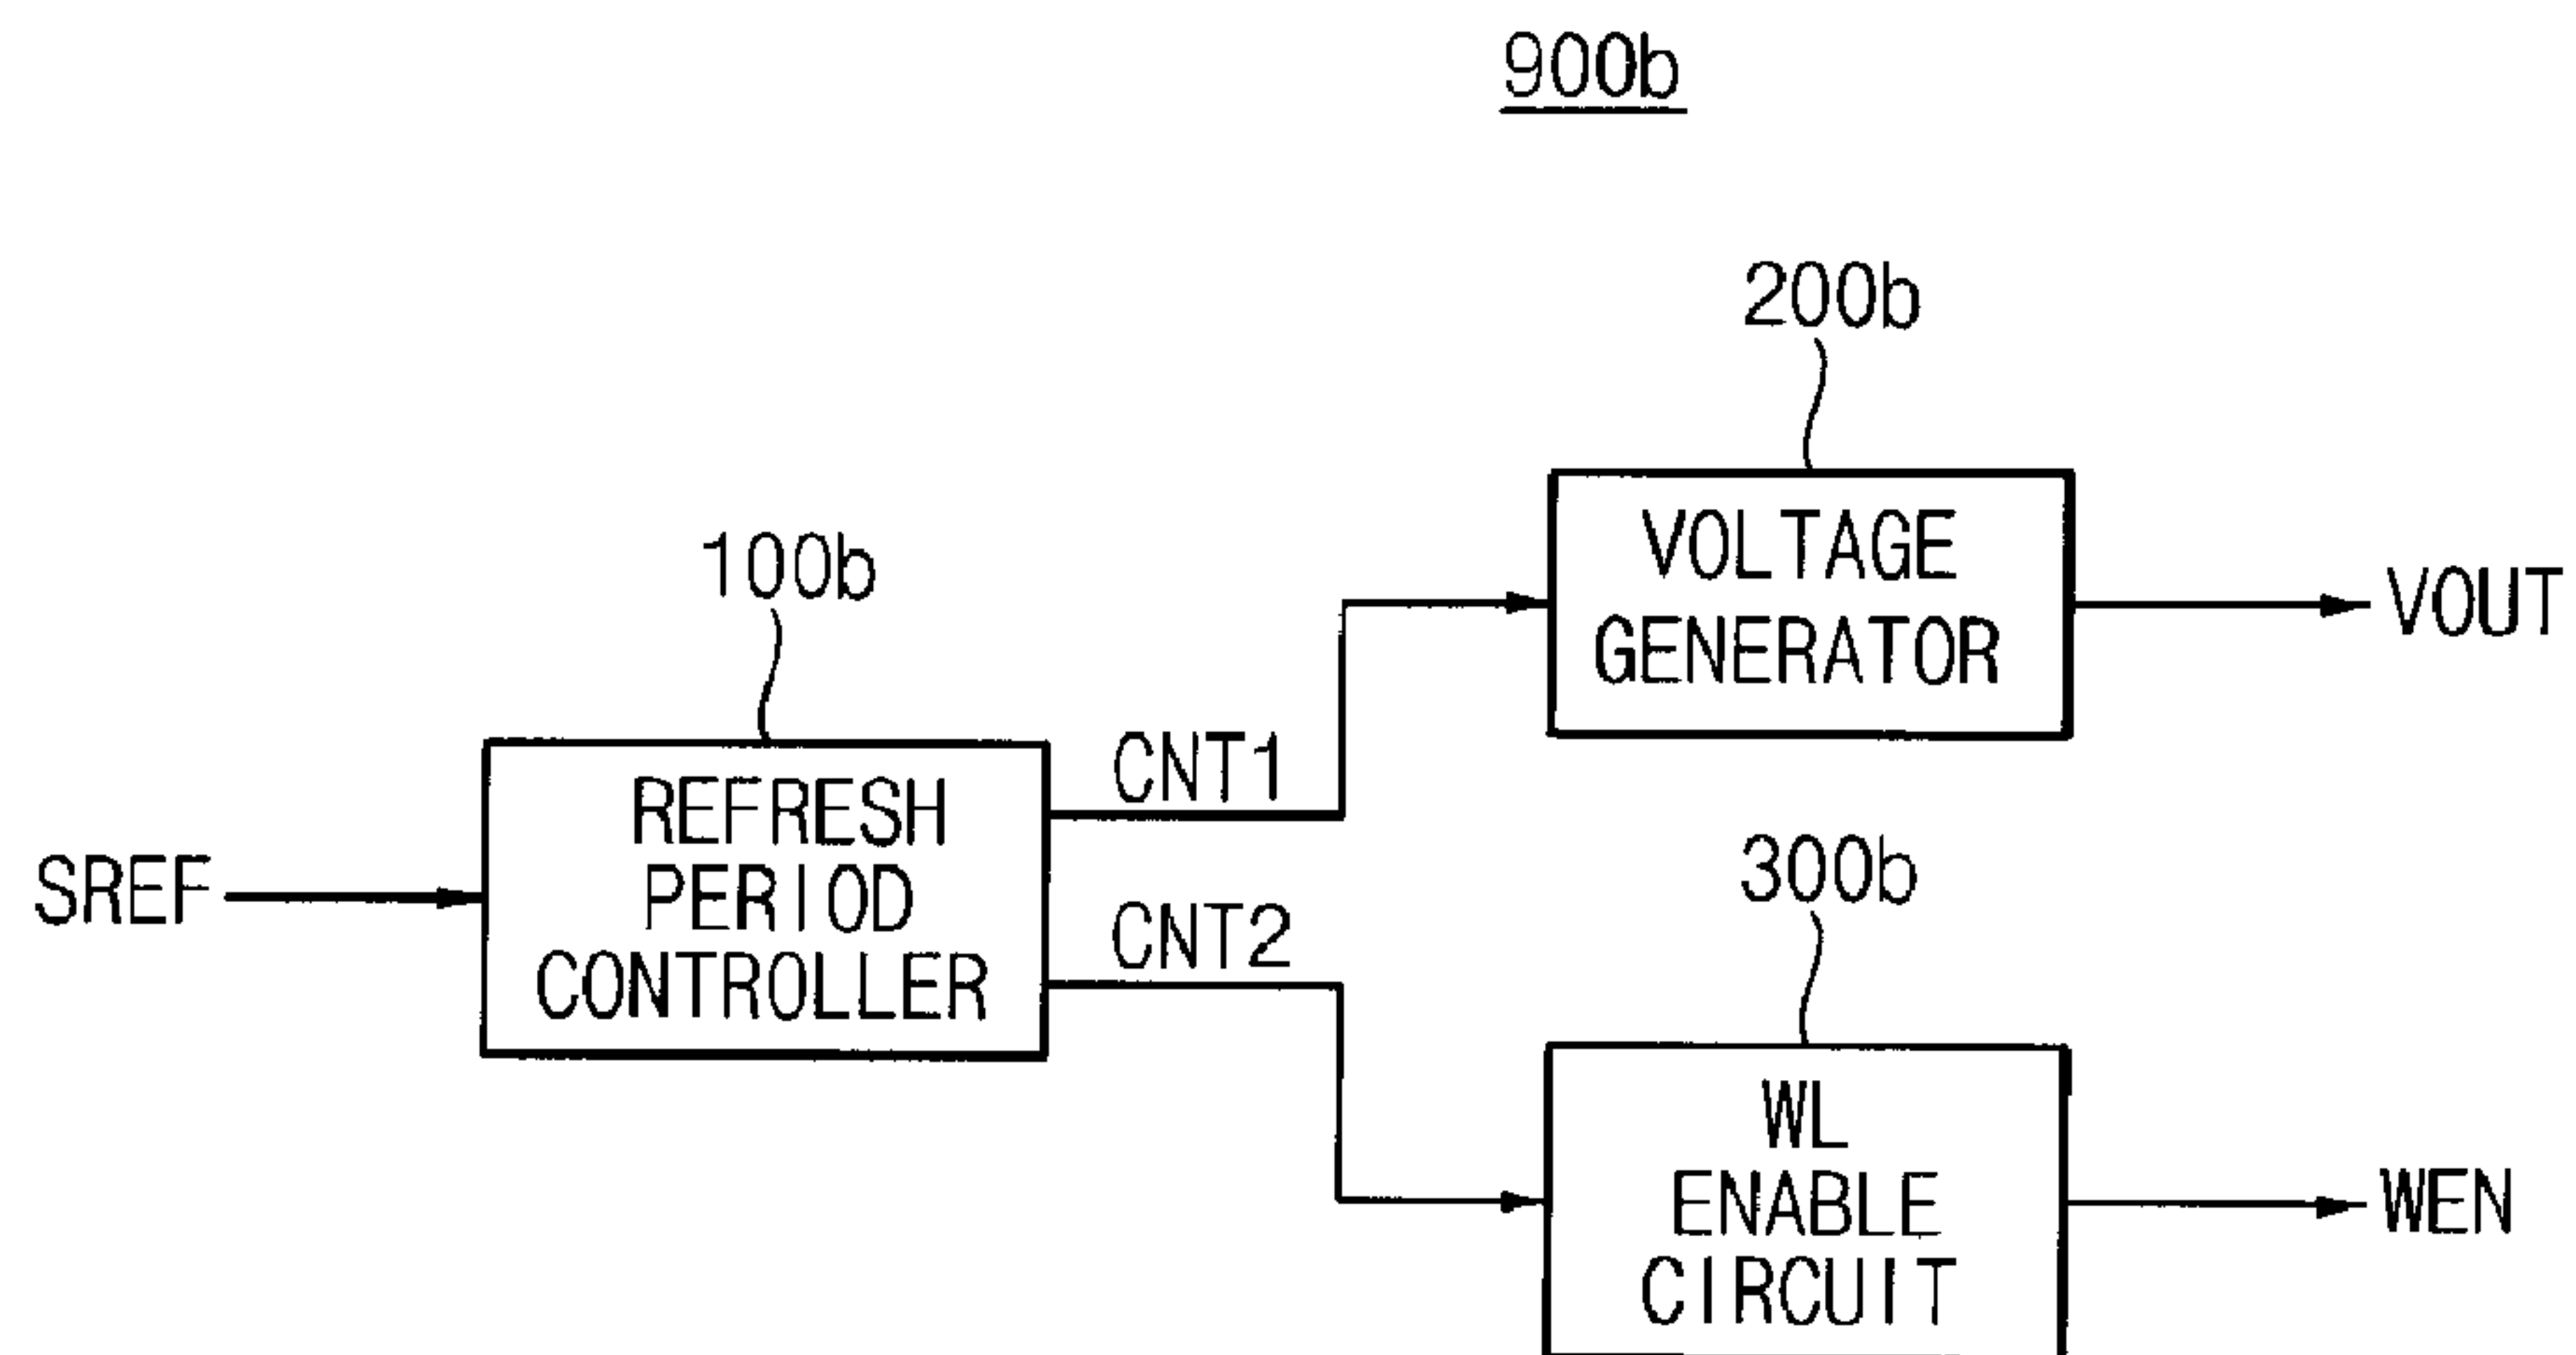 900b
200b
VOLTAGE
GENERATOR
VOUT
100b
REFRESH
PERIOD
CONTROLLER
SREF
CNT1
CNT2
300b
WL
ENABLE
CIRCUIT
WEN